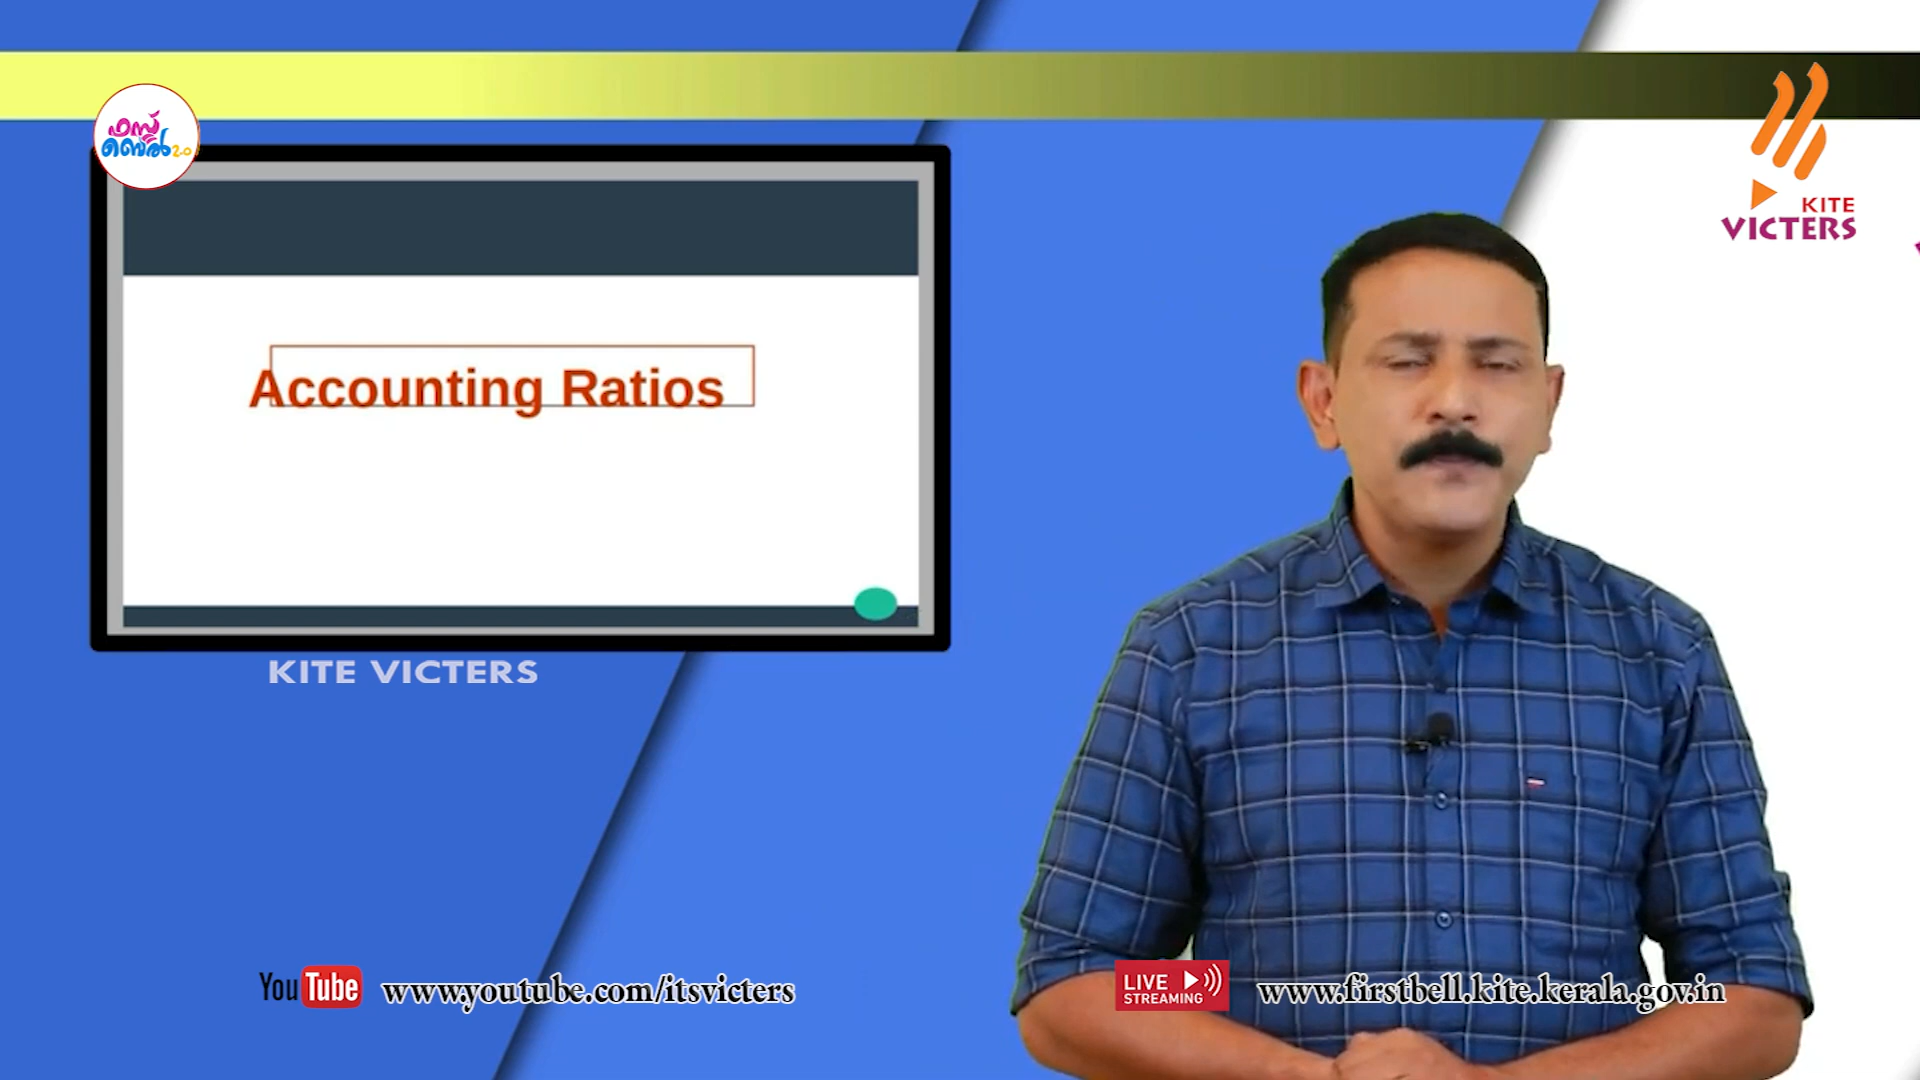 ഫസ്റ്റ്
ബെൽ 2.0
KITE
VICTERS
Accounting Ratios
KITE VICTERS
YouTube www.youtube.com/itsvicters
LIVE
STREAMING
www.firstbell.kite.kerala.gov.in